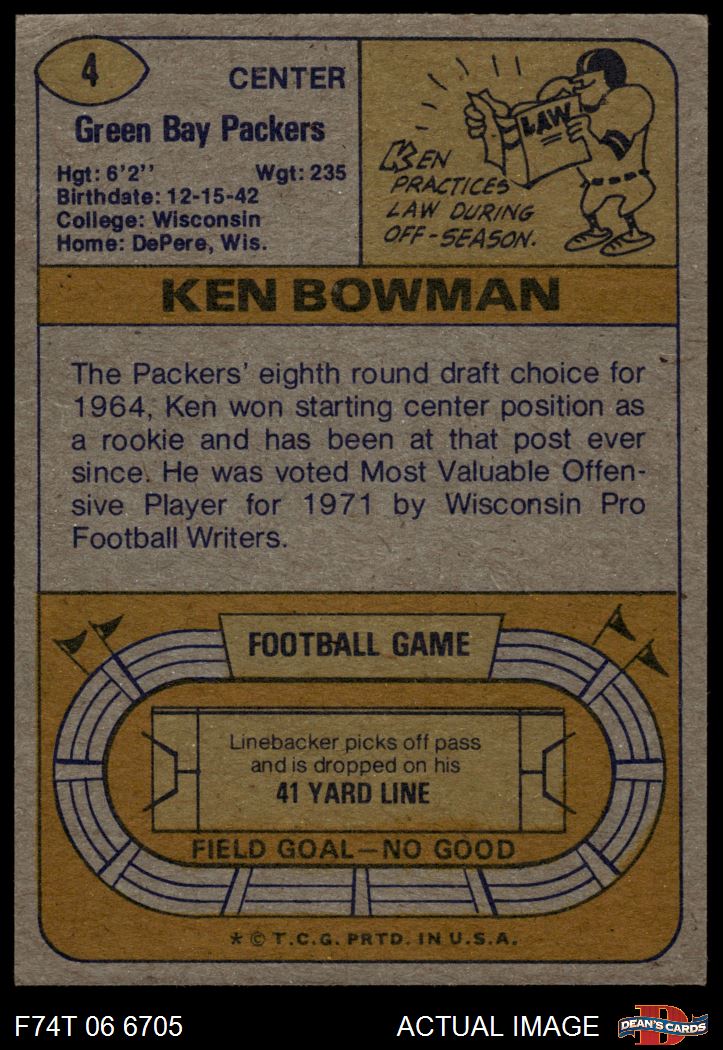 4
CENTER
Green Bay Packers
Hgt: 6'2'' Wgt: 235
Birthdate: 12-15-42
College: Wisconsin
Home: DePere, Wis.
LAW
KEN
PRACTICES
LAW DURING
OFF-SEASON.
KEN BOWMAN
The Packers' eighth round draft choice for
1964, Ken won starting center position as
a rookie and has been at that post ever
since. He was voted Most Valuable Offen-
sive Player for 1971 by Wisconsin Pro
Football Writers.
FOOTBALL GAME
Linebacker picks off pass
and is dropped on his
41 YARD LINE
FIELD GOAL—NO GOOD
* © T.C.G. PRTD. IN U.S.A.
F74T 06 6705
ACTUAL IMAGE
D
DEAN'S CARDS